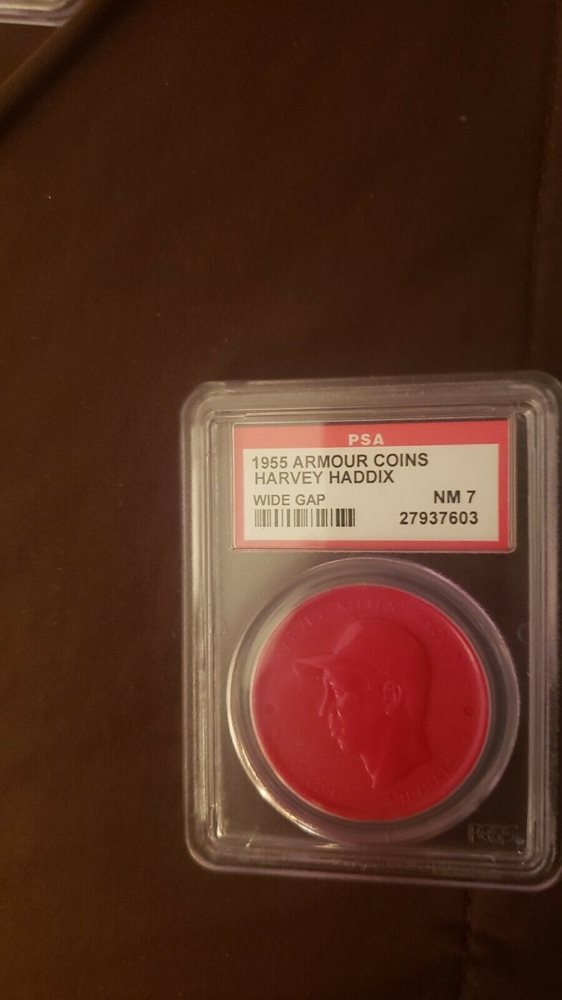 PSA
1955 ARMOUR COINS
HARVEY HADDIX
WIDE GAP NM 7
27937603